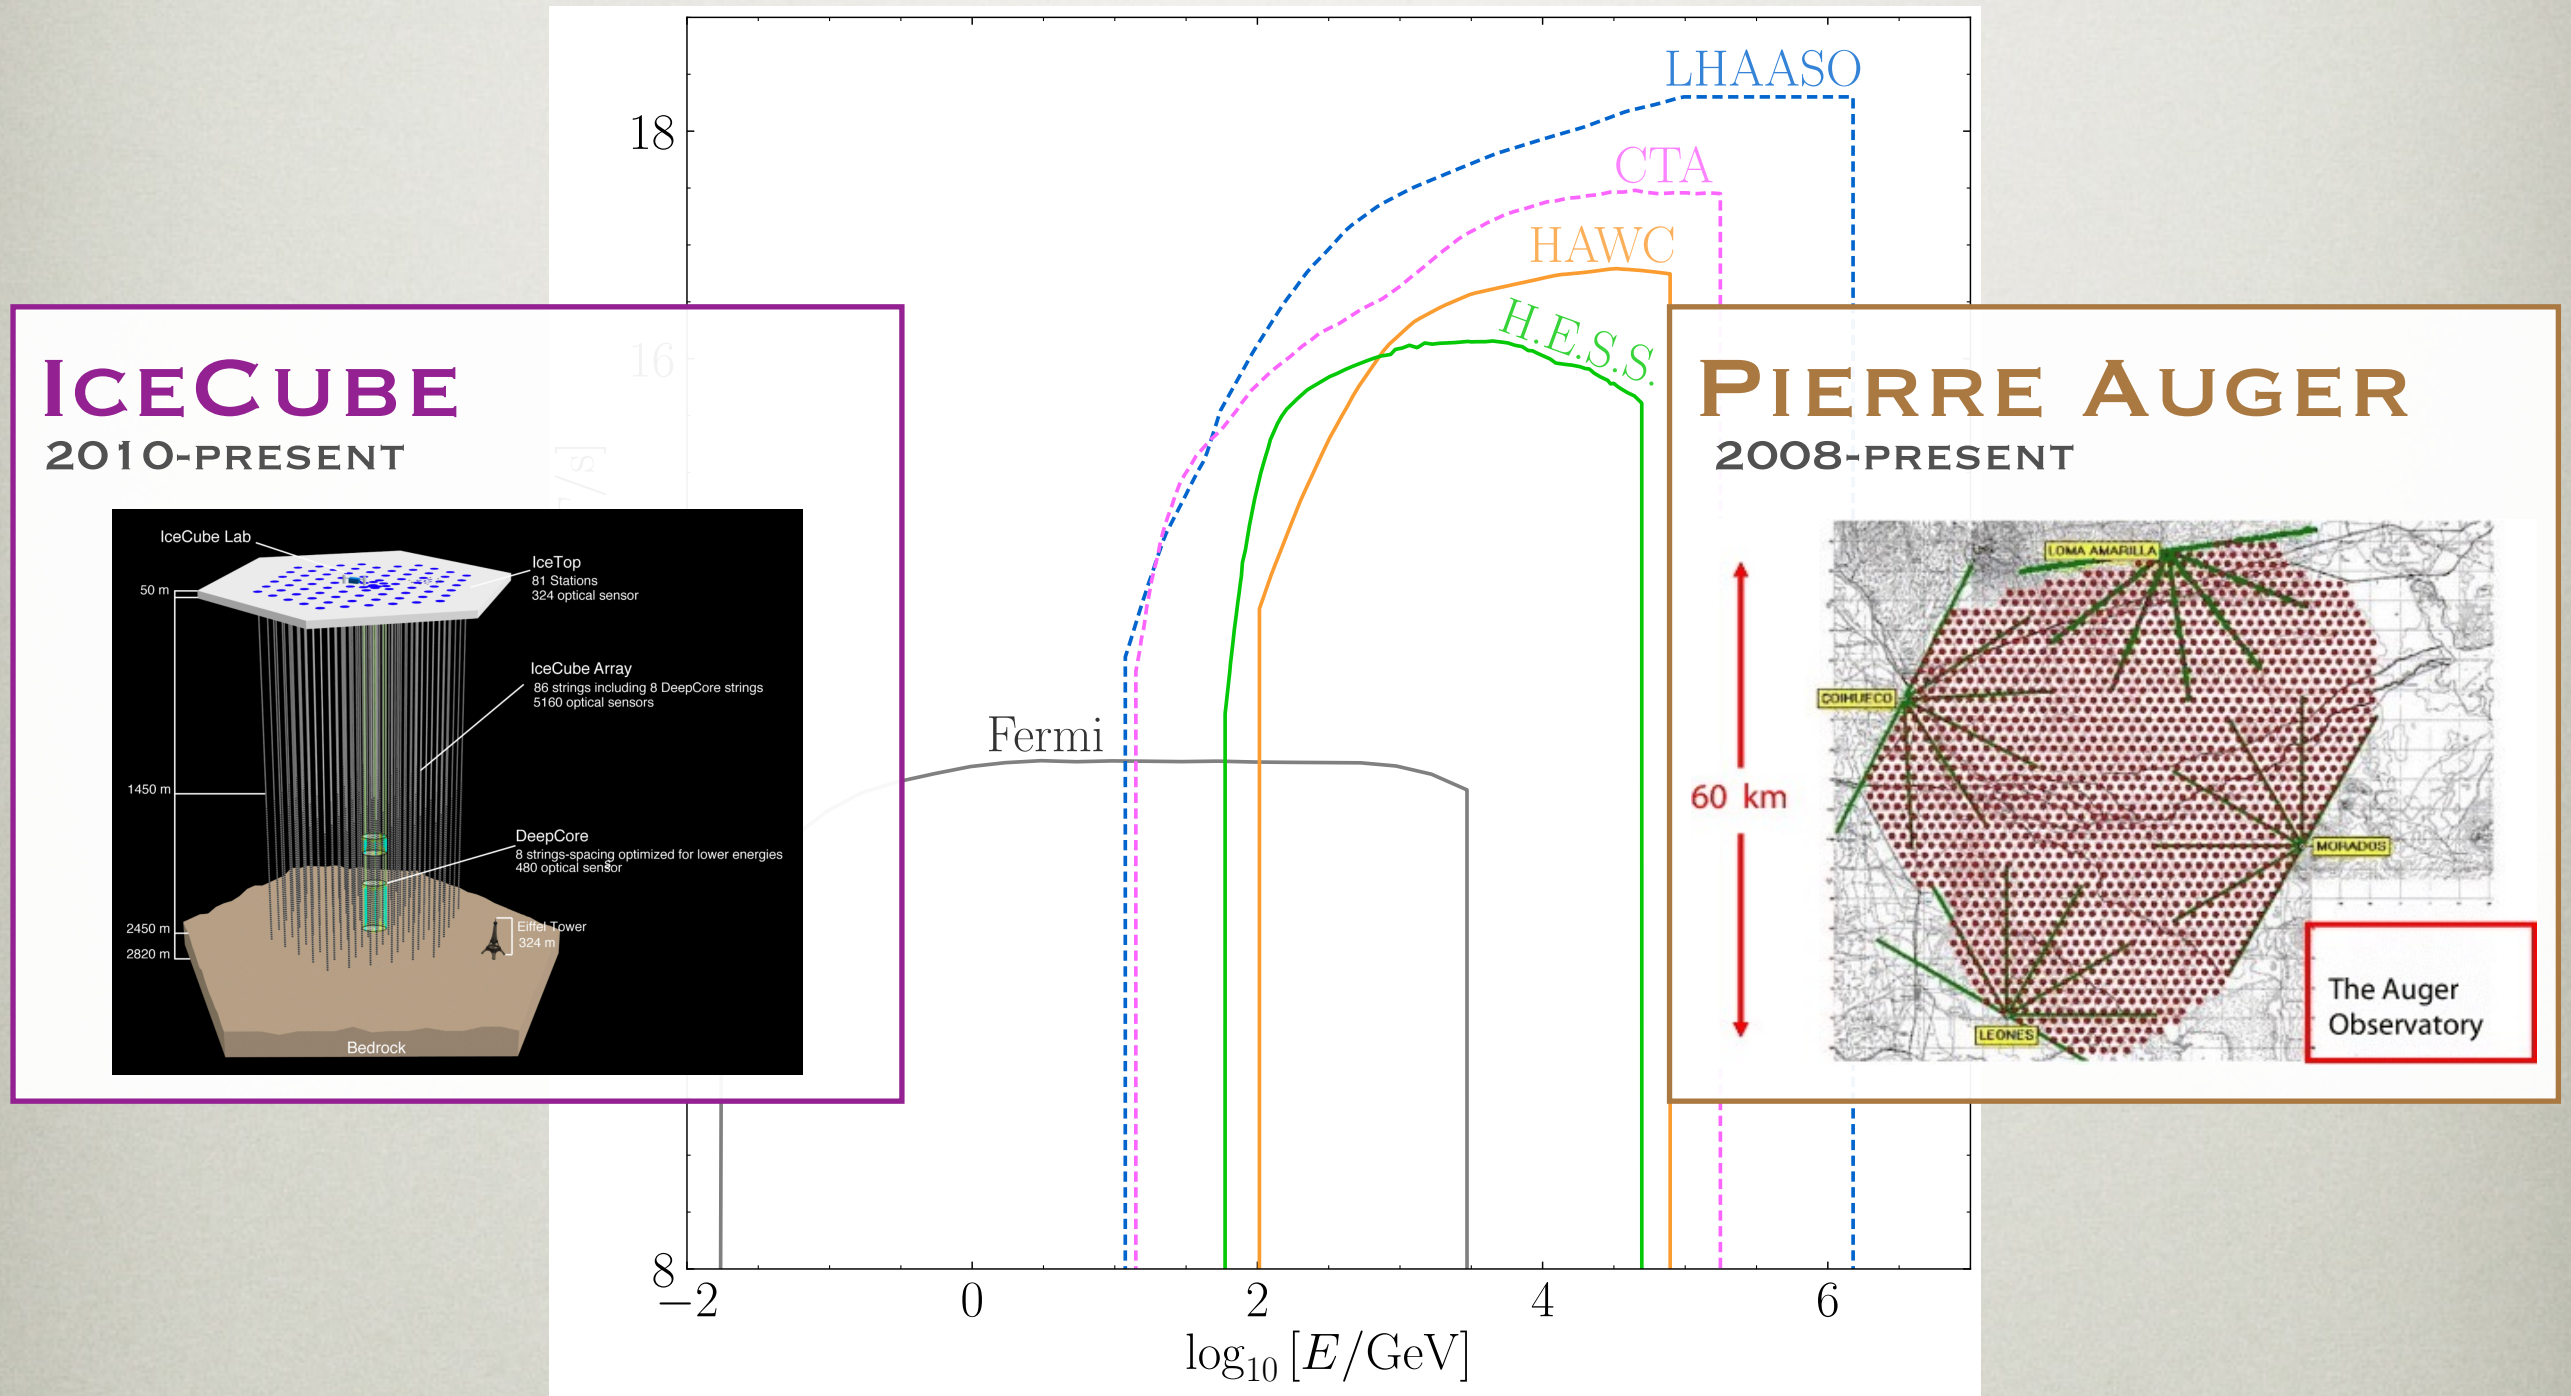 LHAASO
18
CTA
HAWC
H.E.S.S.
16
Fermi
8
−2 0 2 4 6
log10 [E/GeV]
IceCube
2010-present
IceCube Lab
IceTop
81 Stations
324 optical sensor
50 m
IceCube Array
86 strings including 8 DeepCore strings
5160 optical sensors
1450 m
DeepCore
8 strings-spacing optimized for lower energies
480 optical sensor
s
Eiffel Tower
324 m
2450 m
2820 m
Bedrock
Pierre Auger
2008-present
LOMA AMARILLA
COIHUECO
60 km
MORADOS
LEONES
The Auger
Observatory